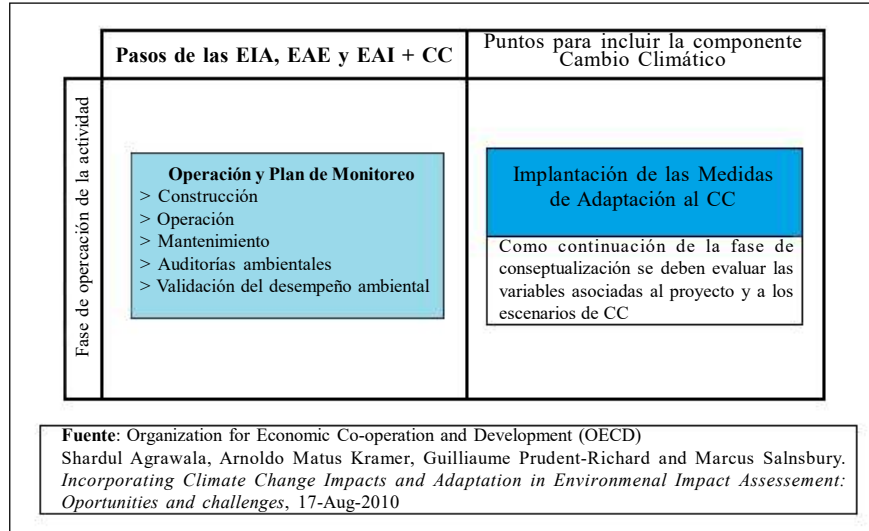 Pasos de las EIA, EAE y EAI + CC
Puntos para incluir la componente
Cambio Climático
Fase de opercación de la actividad
Operación y Plan de Monitoreo
> Construcción
> Operación
> Mantenimiento
> Auditorías ambientales
> Validación del desempeño ambiental
Implantación de las Medidas
de Adaptación al CC
Como continuación de la fase de
conseptualización se deben evaluar las
variables asociadas al proyecto y a los
escenarios de CC
Fuente: Organization for Economic Co-operation and Development (OECD)
Shardul Agrawala, Arnoldo Matus Kramer, Guilliaume Prudent-Richard and Marcus Salnsbury.
Incorporating Climate Change Impacts and Adaptation in Environmenal Impact Assessement:
Oportunities and challenges, 17-Aug-2010